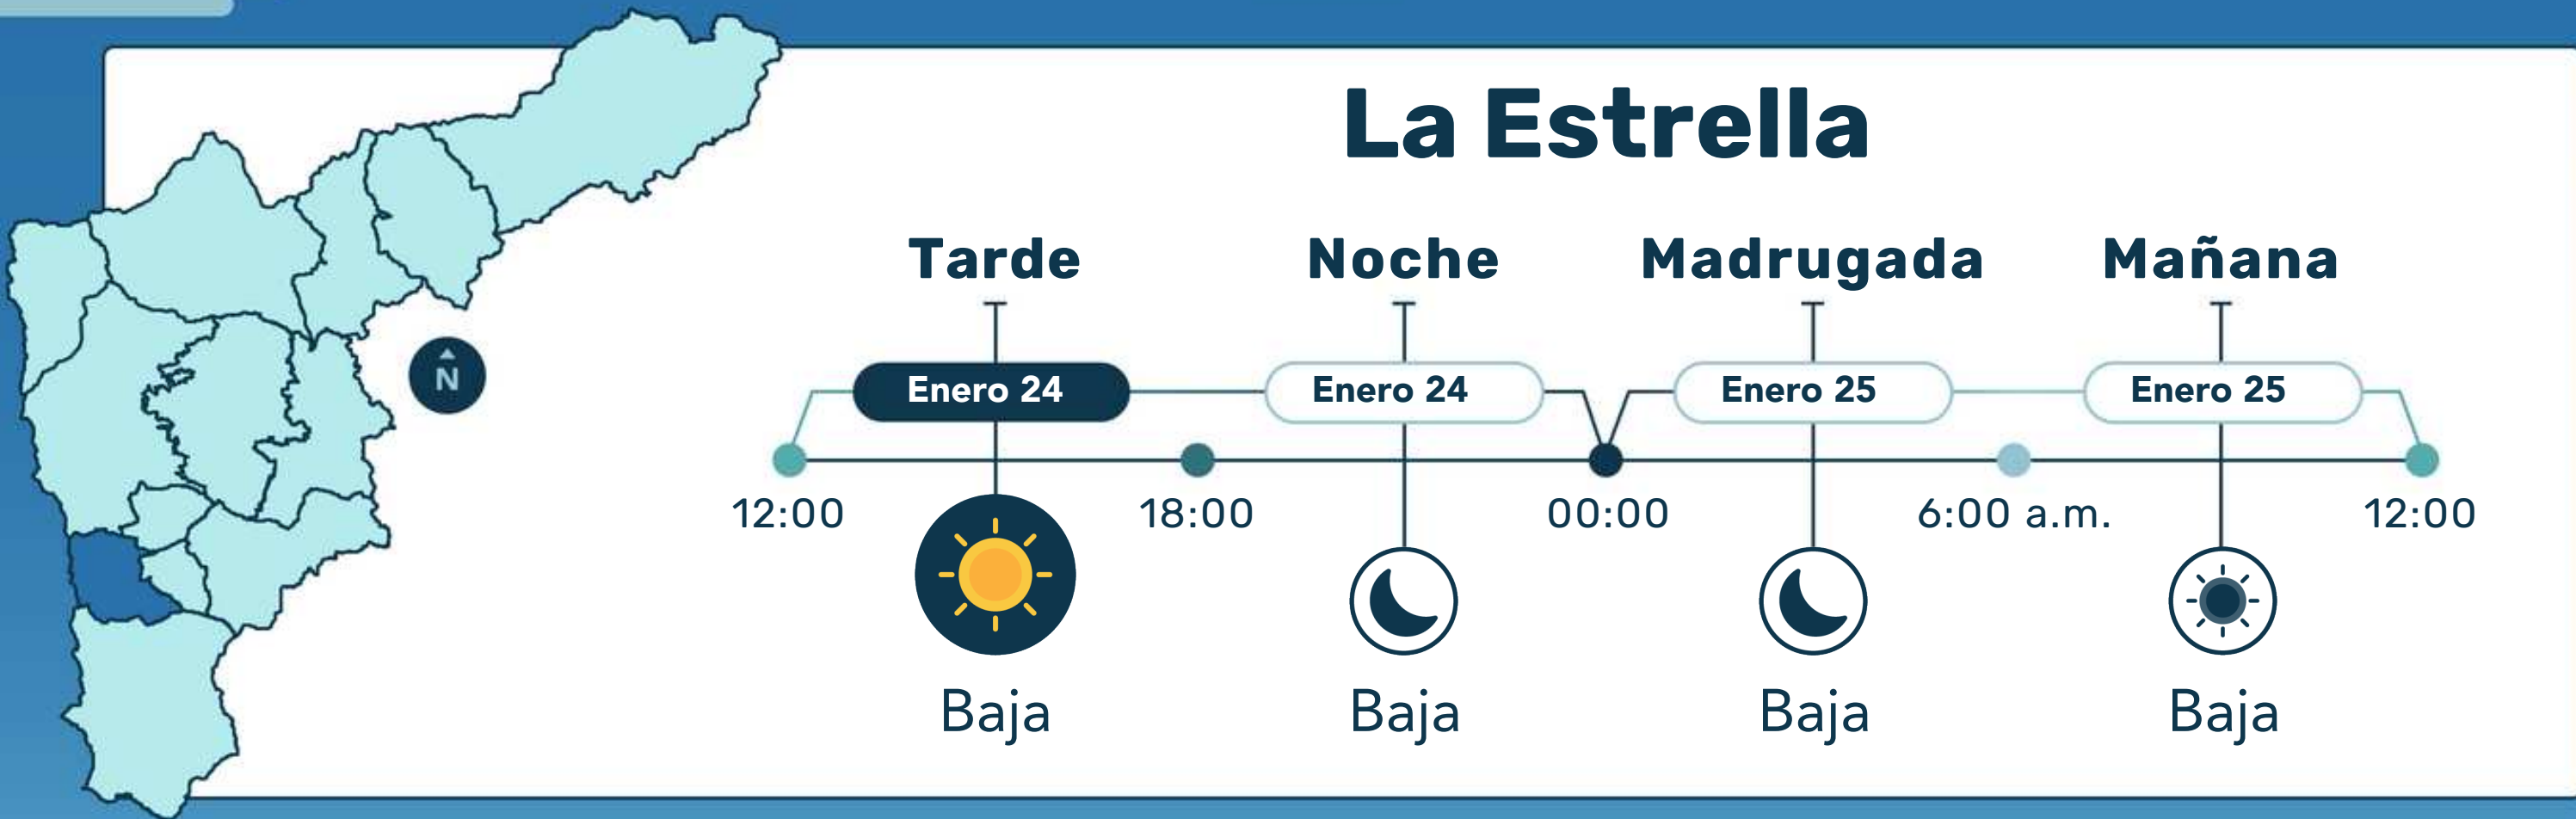 La Estrella
Tarde Noche Madrugada Mañana
N
Enero 24 Enero 24 Enero 25 Enero 25
12:00 18:00 00:00 6:00 a.m. 12:00
Baja Baja Baja Baja